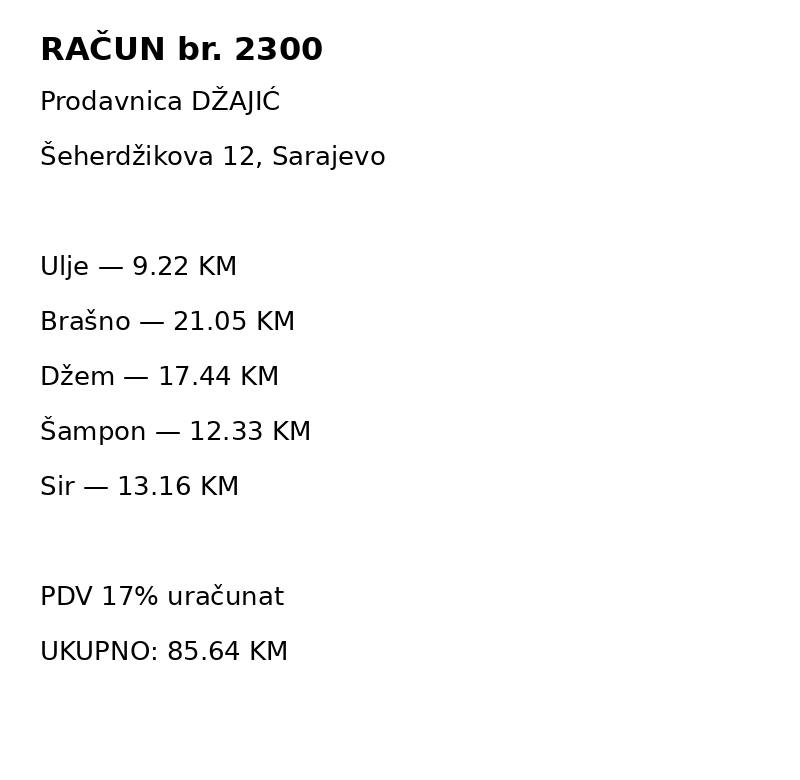 RAČUN br. 2300
Prodavnica DŽAJIĆ
Šeherdžikova 12, Sarajevo
Ulje — 9.22 KM
Brašno — 21.05 KM
Džem — 17.44 KM
Šampon — 12.33 KM
Sir — 13.16 KM
PDV 17% uračunat
UKUPNO: 85.64 KM